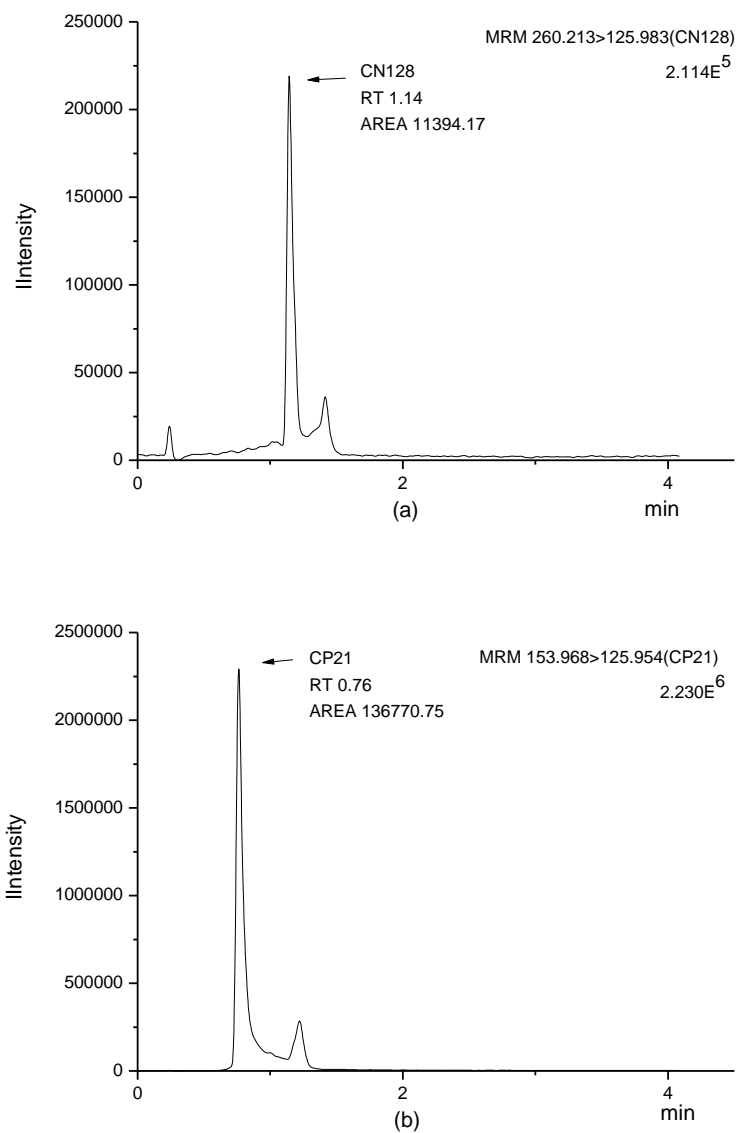 250000
MRM 260.213>125.983(CN128)
2.114E5
CN128
RT 1.14
AREA 11394.17
200000
150000
IIntensity
100000
50000
0
0
2
4
(a)
min
2500000
CP21
MRM 153.968>125.954(CP21)
RT 0.76
2.230E6
AREA 136770.75
2000000
1500000
IIntensity
1000000
500000
0
0
2
4
(b)
min